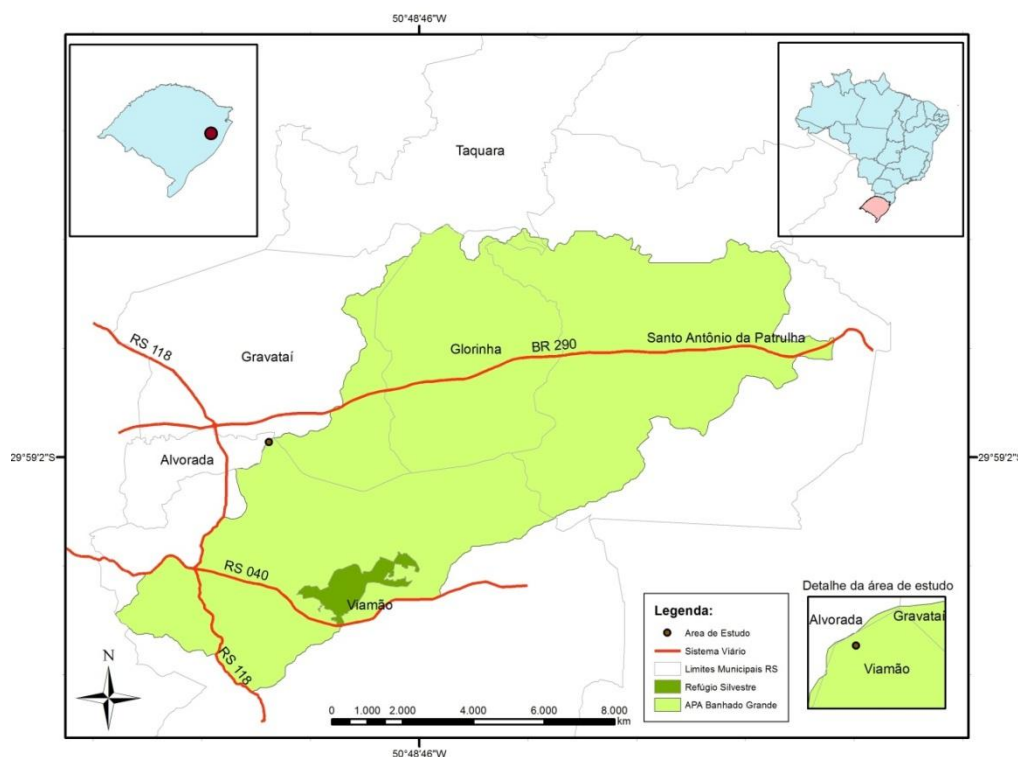 50°48'46"W
Taquara
RS 118
Gravataí
Glorinha
BR 290
Santo Antônio da Patrulha
29°59'2"S
29°59'2"S
Alvorada
RS 040
Viamão
RS 118
N
0 1.000 2.000 4.000 6.000 8.000
km
Legenda:
Area de Estudo
Sistema Viário
Limites Municipais RS
Refúgio Silvestre
APA Banhado Grande
Detalhe da área de estudo
Alvorada
Gravataí
Viamão
50°48'46"W